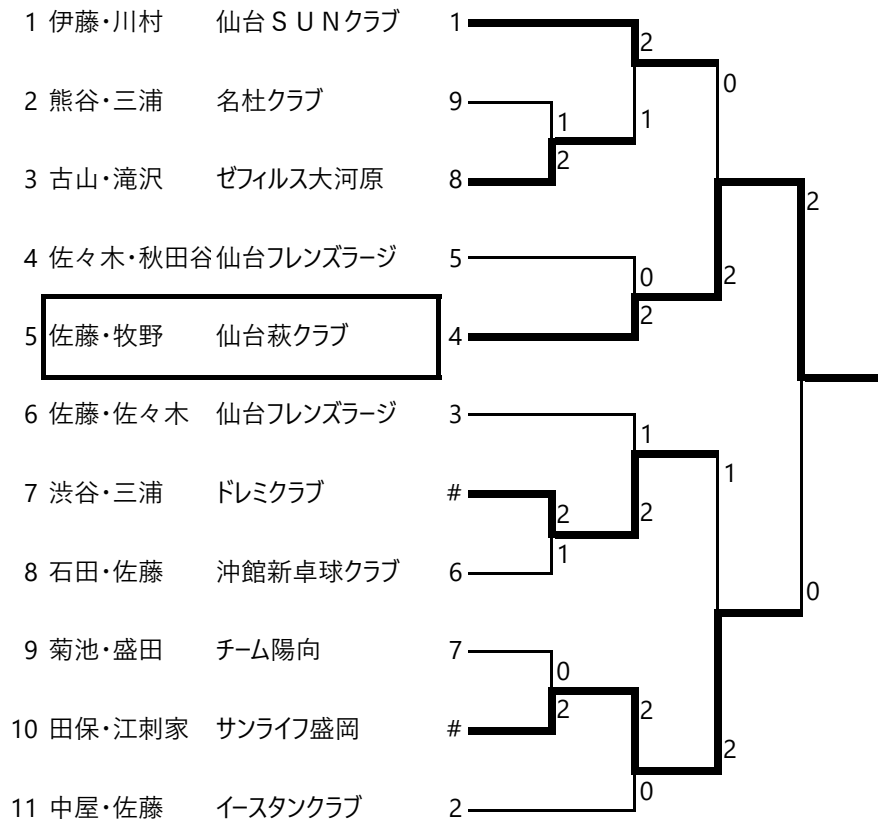 1 伊藤・川村 仙台ＳＵＮクラブ 1
2
0
2 熊谷・三浦 名杜クラブ 9
1 1
2
3 古山・滝沢 ゼフィルス大河原 8
2
4 佐々木・秋田谷 仙台フレンズラージ 5
0 2
2
5 佐藤・牧野 仙台萩クラブ 4
6 佐藤・佐々木 仙台フレンズラージ 3
1
1
7 渋谷・三浦 ドレミクラブ #
2 2
1
8 石田・佐藤 沖館新卓球クラブ 6
0
9 菊池・盛田 チーム陽向 7
0
2 2
10 田保・江刺家 サンライフ盛岡 #
2
0
11 中屋・佐藤 イースタンクラブ 2